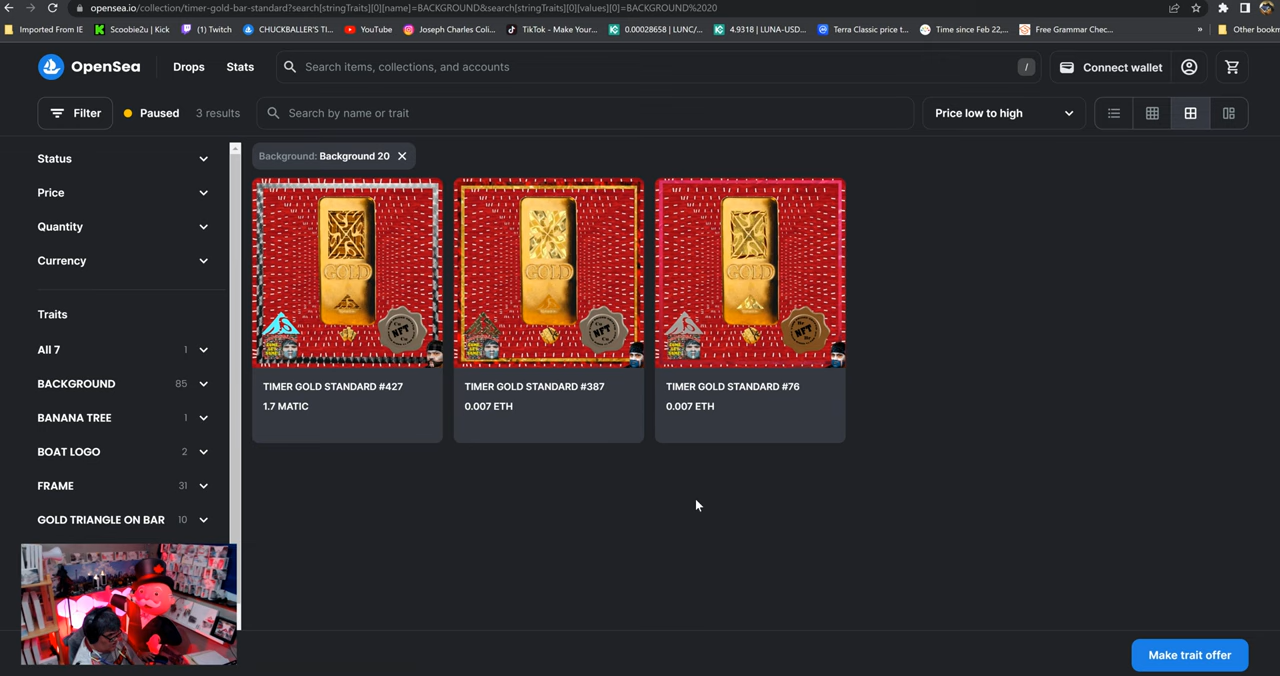 opensea.io/collection/timer-gold-bar-standard?search[stringTraits][0][name]=BACKGROUND&search[stringTraits][0][values][0]=BACKGROUND%2020
Imported From IE
Scoobie2u | Kick
(1) Twitch
CHUCKBALLER'S TI...
YouTube
Joseph Charles Coli...
TikTok - Make Your...
0.00028658 | LUNC/...
4.9318 | LUNA-USD...
Terra Classic price t...
Time since Feb 22,...
Free Grammar Chec...
»
Other bookm
OpenSea
Drops
Stats
Search items, collections, and accounts
/
Connect wallet
Filter
Paused
3 results
Search by name or trait
Price low to high
Status
Price
Quantity
Currency
Traits
All 7 1
BACKGROUND 85
BANANA TREE 1
BOAT LOGO 2
FRAME 31
GOLD TRIANGLE ON BAR 10
Background: Background 20
GOLD
NFT
TIMER GOLD STANDARD #427
1.7 MATIC
GOLD
NFT
TIMER GOLD STANDARD #387
0.007 ETH
GOLD
NFT
TIMER GOLD STANDARD #76
0.007 ETH
Make trait offer